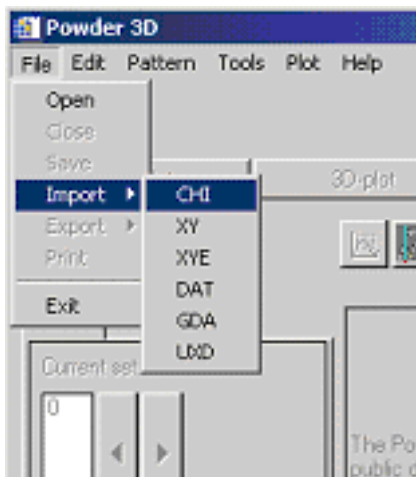 Powder 3D
File Edit Pattern Tools Plot Help
Open
Close
Save
3D-plot
Import CHI
Export XY
Print XYE
DAT
Exit GDA
UXD
Current set
0
The Po
public d